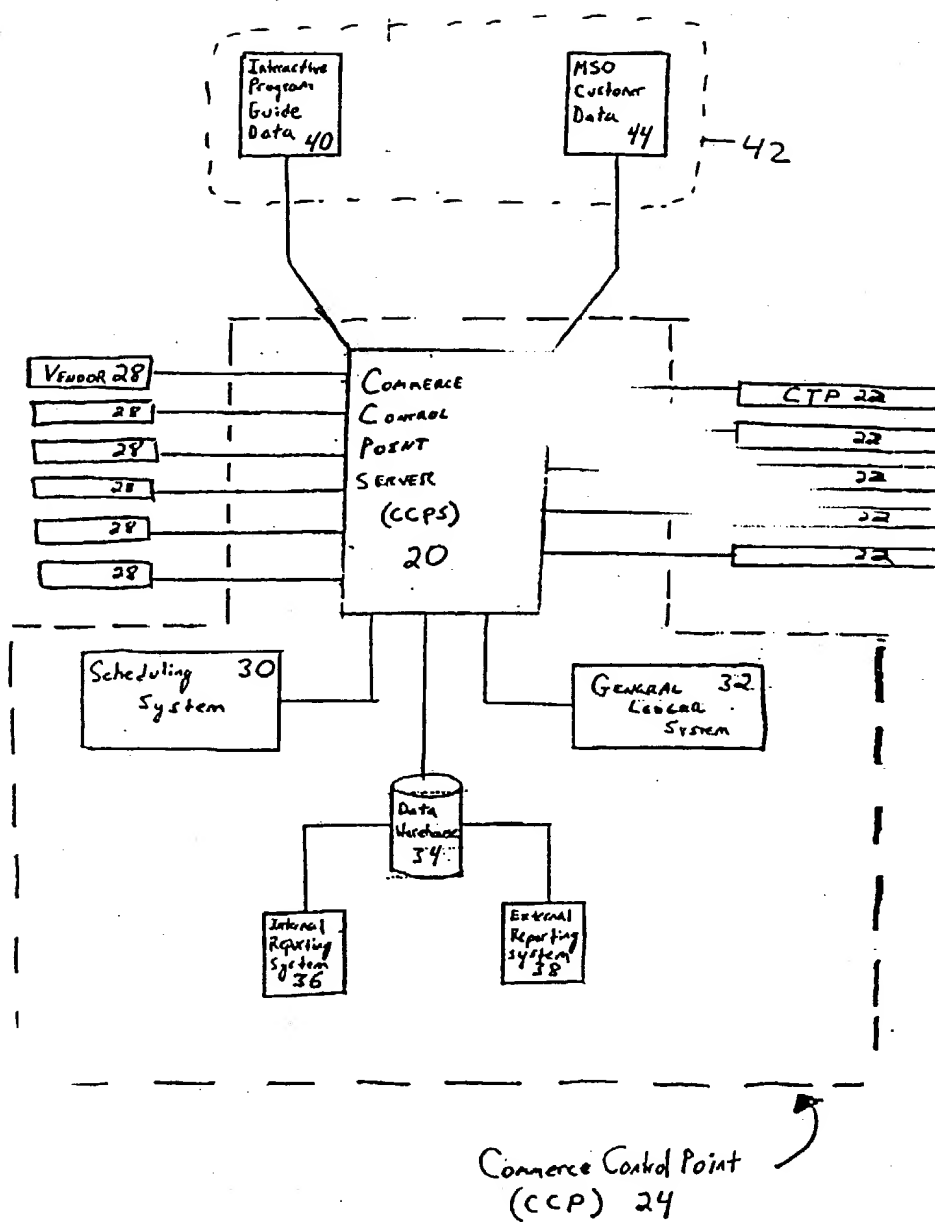 Interactive
Program
Guide
Data 40
MSO
Customer
Data
44
42
VENDOR 28
28
28
28
28
28
COMMERCE
CONTROL
POINT
SERVER
(CCPS)
20
CTP 22
22
22
22
22
Scheduling 30
System
GENERAL 32
LEDGER
SYSTEM
Data
Warehouse
34
Internal
Reporting
System
36
External
Reporting
System
38
Commerce Control Point
(CCP) 24